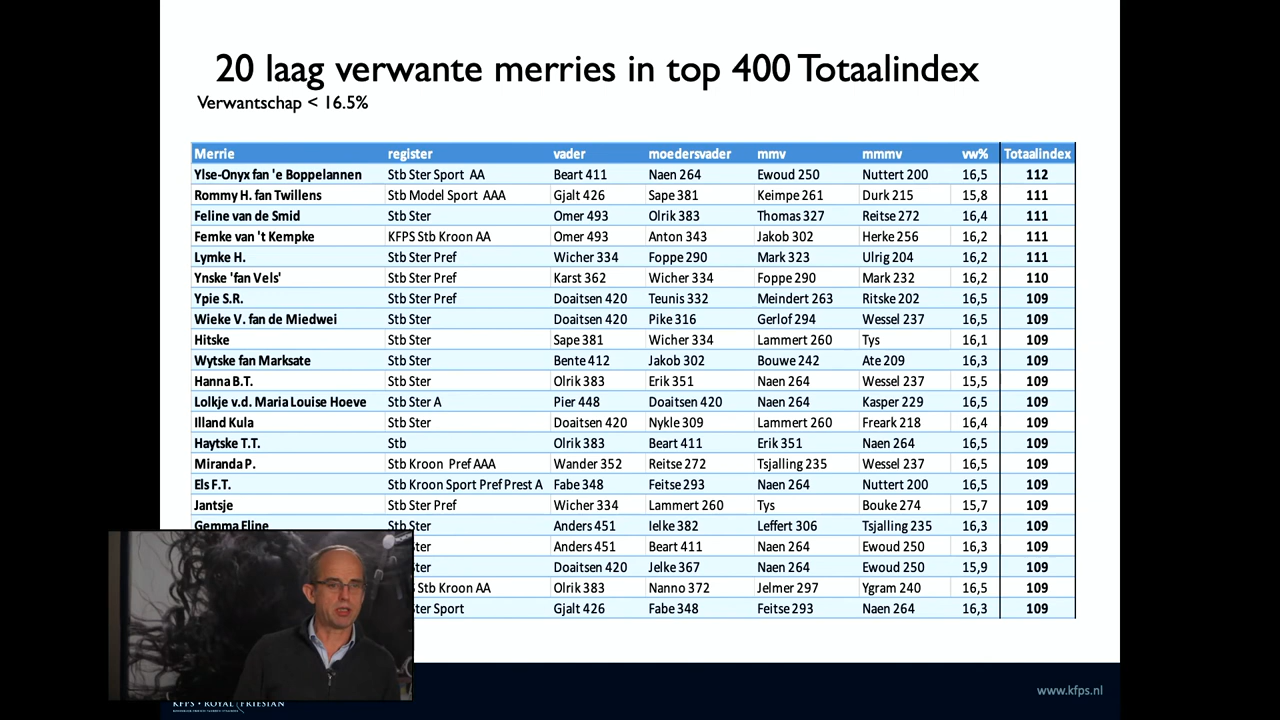 20 laag verwante merries in top 400 Totaalindex
Verwantschap < 16.5%
Merrie register vader moedersvader mmv mmmv vw% Totaalindex
Ylse-Onyx fan 'e Boppelannen Stb Ster Sport AA Beart 411 Naen 264 Ewoud 250 Nuttert 200 16,5 112
Rommy H. fan Twillens Stb Model Sport AAA Gjalt 426 Sape 381 Keimpe 261 Durk 215 15,8 111
Feline van de Smid Stb Ster Omer 493 Olrik 383 Thomas 327 Reitse 272 16,4 111
Femke van 't Kempke KFPS Stb Kroon AA Omer 493 Anton 343 Jakob 302 Herke 256 16,2 111
Lymke H. Stb Ster Pref Wicher 334 Foppe 290 Mark 323 Ulrig 204 16,2 111
Ynske 'fan Vels' Stb Ster Pref Karst 362 Wicher 334 Foppe 290 Mark 232 16,2 110
Ypie S.R. Stb Ster Pref Doaitsen 420 Teunis 332 Meindert 263 Ritske 202 16,5 109
Wieke V. fan de Miedwei Stb Ster Doaitsen 420 Pike 316 Gerlof 294 Wessel 237 16,5 109
Hitske Stb Ster Sape 381 Wicher 334 Lammert 260 Tys 16,1 109
Wytske fan Marksate Stb Ster Bente 412 Jakob 302 Bouwe 242 Ate 209 16,3 109
Hanna B.T. Stb Ster Olrik 383 Erik 351 Naen 264 Wessel 237 15,5 109
Lolkje v.d. Maria Louise Hoeve Stb Ster A Pier 448 Doaitsen 420 Naen 264 Kasper 229 16,5 109
Illand Kula Stb Ster Doaitsen 420 Nykle 309 Lammert 260 Freark 218 16,4 109
Haytske T.T. Stb Olrik 383 Beart 411 Erik 351 Naen 264 16,5 109
Miranda P. Stb Kroon Pref AAA Wander 352 Reitse 272 Tsjalling 235 Wessel 237 16,5 109
Els F.T. Stb Kroon Sport Pref Prest A Fabe 348 Feitse 293 Naen 264 Nuttert 200 16,5 109
Jantsje Stb Ster Pref Wicher 334 Lammert 260 Tys Bouke 274 15,7 109
Gemma Eline Stb Ster Anders 451 Ielke 382 Leffert 306 Tsjalling 235 16,3 109
Ster Anders 451 Beart 411 Naen 264 Ewoud 250 16,3 109
Ster Doaitsen 420 Jelke 367 Naen 264 Ewoud 250 15,9 109
Stb Kroon AA Olrik 383 Nanno 372 Jelmer 297 Ygram 240 16,5 109
Ster Sport Gjalt 426 Fabe 348 Feitse 293 Naen 264 16,3 109
www.kfps.nl
KFPS • ROYAL FRIESIAN